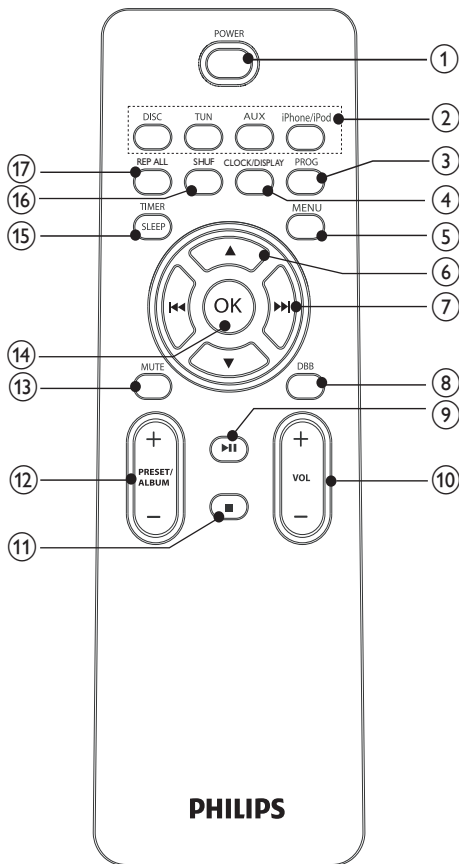 POWER
①
②
DISC TUN AUX iPhone/iPod
③
REP ALL SHUF CLOCK/DISPLAY PROG
⑰
⑯
④
TIMER
SLEEP
MENU
⑮
⑤
⑥
OK
⑦
⑭
MUTE
DBB
⑬
⑧
⑨
+ +
PRESET/
ALBUM
VOL
⑫
⑩
– –
⑪
PHILIPS